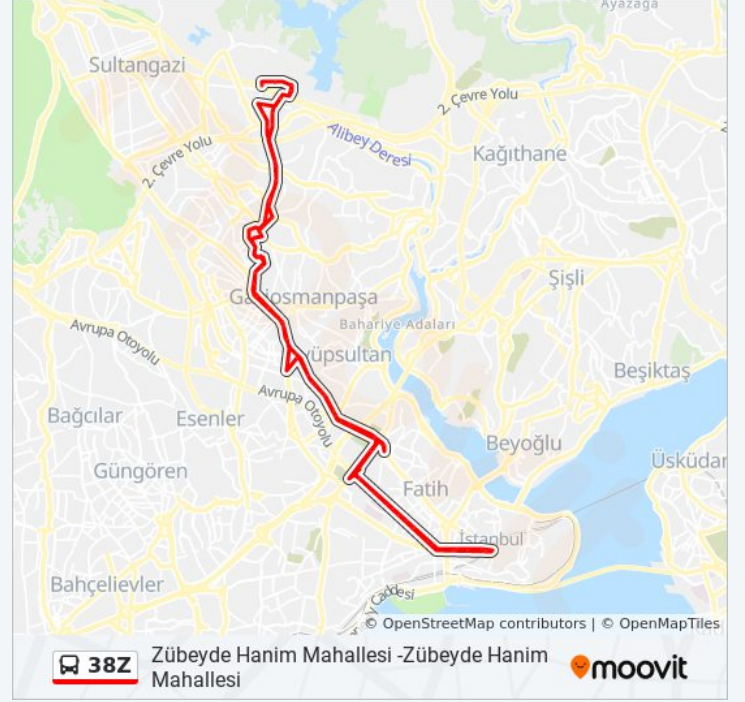 Ayazağa
Sultangazi
2. Çevre Yolu
Alibey Deresi
Kağıthane
2. Çevre Yolu
Şişli
Gaziosmanpaşa
Bahariye Adaları
Avrupa Otoyolu
yüpsultan
Beşiktaş
Avrupa Otoyolu
Bağcılar
Esenler
Beyoğlu
Üsküdar
Güngören
Fatih
İstanbul
Bahçelievler
y Caddesi
© OpenStreetMap contributors | © OpenMapTiles
38Z
Zübeyde Hanim Mahallesi -Zübeyde Hanim
Mahallesi
moovit